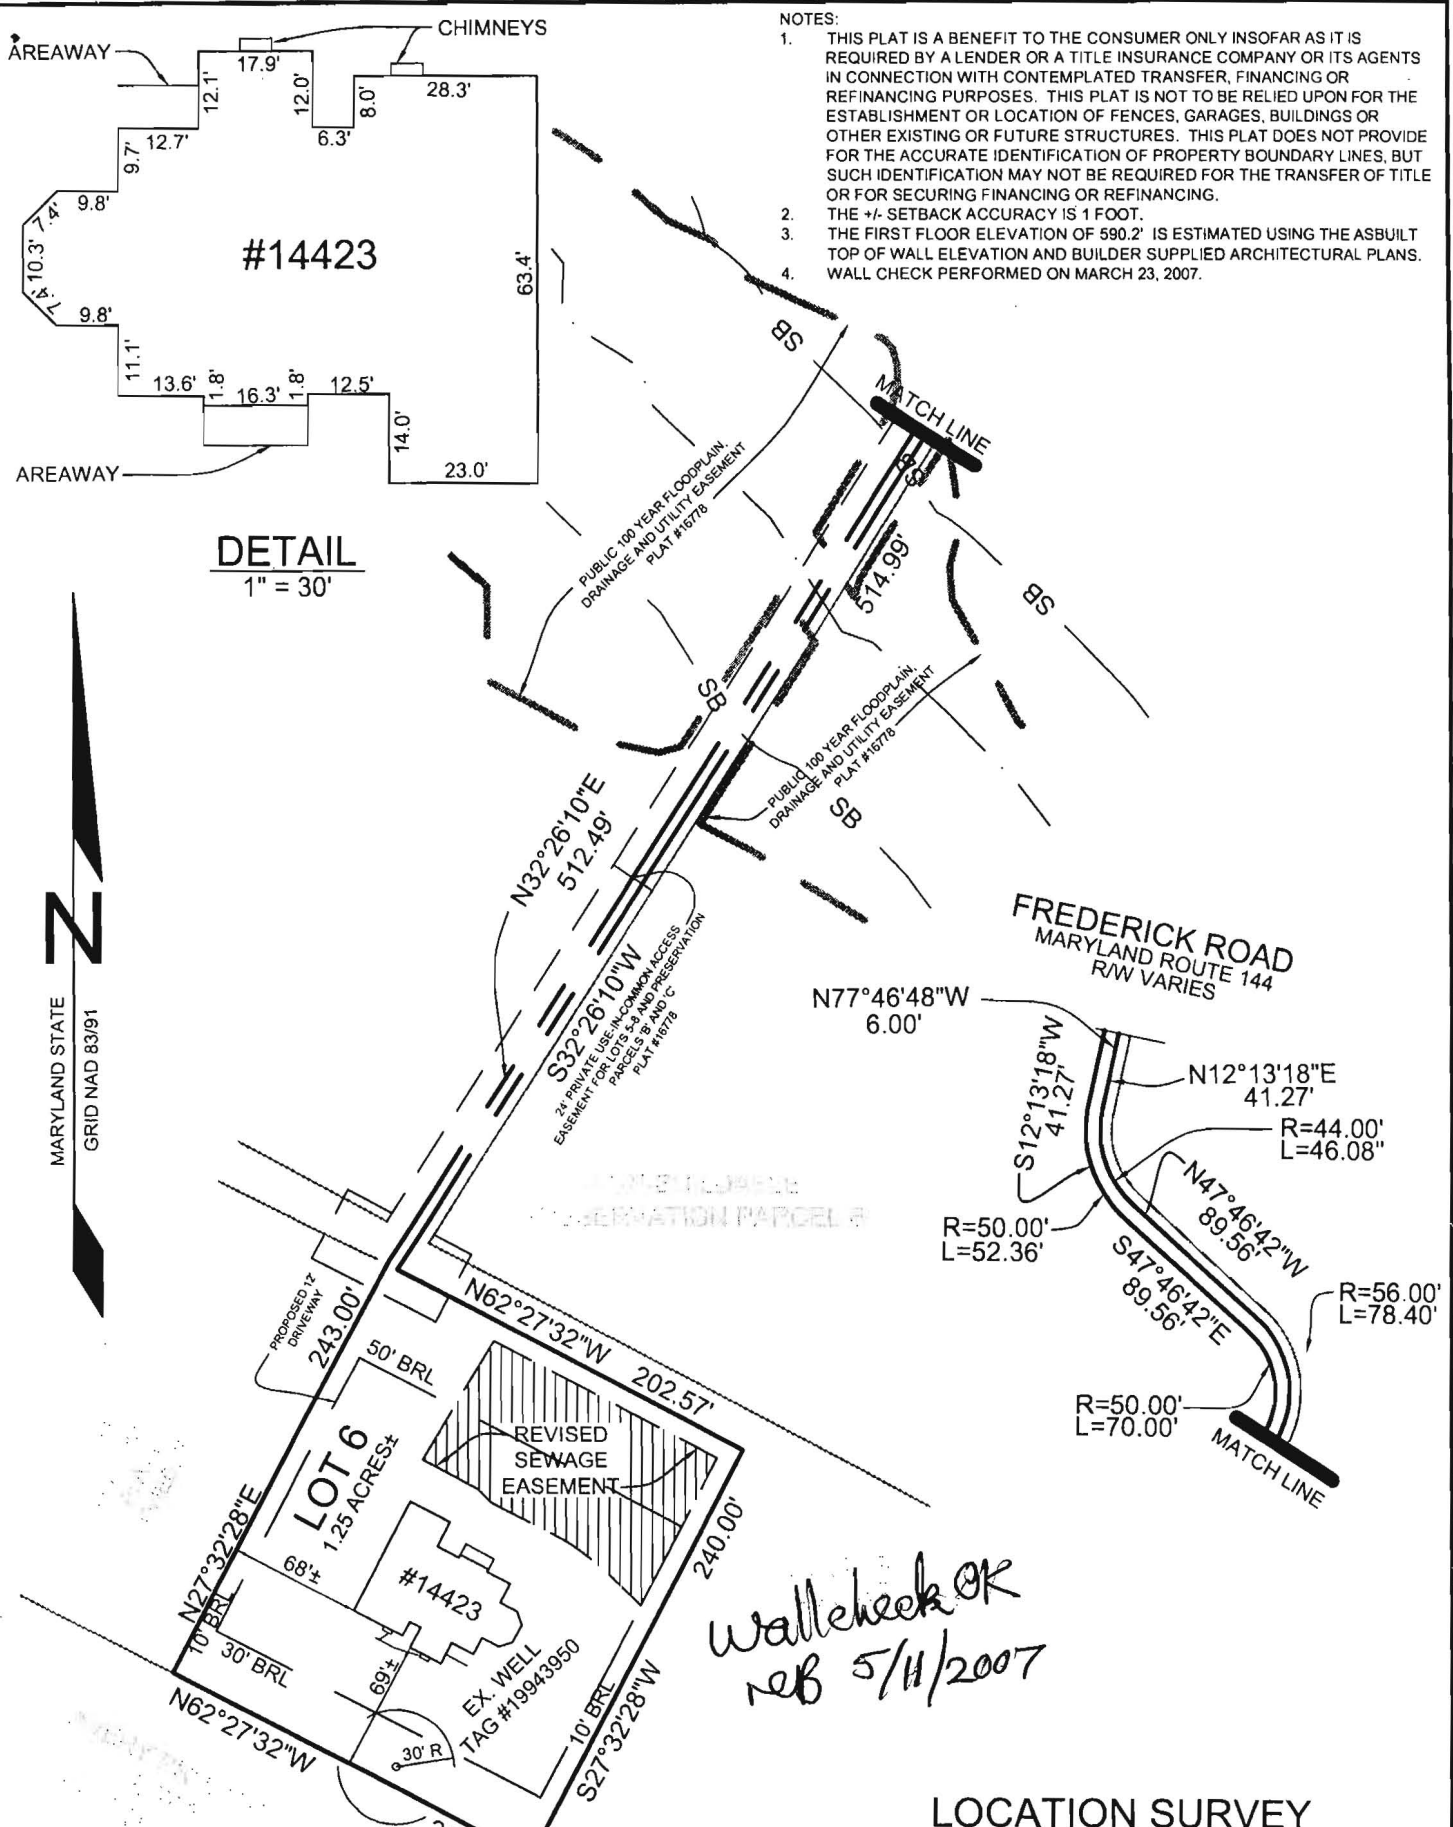 AREAWAY
CHIMNEYS
17.9'
12.1'
12.0'
8.0'
28.3'
12.7'
6.3'
9.7'
9.8'
7.4'
10.3'
7.4'
9.8'
#14423
63.4'
11.1'
13.6'
1.8'
16.3'
1.8'
12.5'
14.0'
23.0'
AREAWAY
DETAIL
1" = 30'
NOTES:
1. THIS PLAT IS A BENEFIT TO THE CONSUMER ONLY INSOFAR AS IT IS
REQUIRED BY A LENDER OR A TITLE INSURANCE COMPANY OR ITS AGENTS
IN CONNECTION WITH CONTEMPLATED TRANSFER, FINANCING OR
REFINANCING PURPOSES. THIS PLAT IS NOT TO BE RELIED UPON FOR THE
ESTABLISHMENT OR LOCATION OF FENCES, GARAGES, BUILDINGS OR
OTHER EXISTING OR FUTURE STRUCTURES. THIS PLAT DOES NOT PROVIDE
FOR THE ACCURATE IDENTIFICATION OF PROPERTY BOUNDARY LINES, BUT
SUCH IDENTIFICATION MAY NOT BE REQUIRED FOR THE TRANSFER OF TITLE
OR FOR SECURING FINANCING OR REFINANCING.
2. THE +/- SETBACK ACCURACY IS 1 FOOT.
3. THE FIRST FLOOR ELEVATION OF 590.2' IS ESTIMATED USING THE ASBUILT
TOP OF WALL ELEVATION AND BUILDER SUPPLIED ARCHITECTURAL PLANS.
4. WALL CHECK PERFORMED ON MARCH 23, 2007.
SB
MATCH LINE
SB
PUBLIC 100 YEAR FLOODPLAIN,
DRAINAGE AND UTILITY EASEMENT
PLAT #16778
514.99'
SB
SB
PUBLIC 100 YEAR FLOODPLAIN,
DRAINAGE AND UTILITY EASEMENT
PLAT #16778
SB
N32°26'10"E
512.49'
S32°26'10"W
24' PRIVATE USE-IN-COMMON ACCESS
EASEMENT FOR LOTS 5-8 AND PRESERVATION
PARCELS 'B' AND 'C'
PLAT #16778
N
MARYLAND STATE
GRID NAD 83/91
FREDERICK ROAD
MARYLAND ROUTE 144
R/W VARIES
N77°46'48"W
6.00'
S12°13'18"W
41.27'
N12°13'18"E
41.27'
R=44.00'
L=46.08"
N47°46'42"W
89.56'
R=50.00'
L=52.36'
S47°46'42"E
89.56'
R=56.00'
L=78.40'
R=50.00'
L=70.00'
MATCH LINE
PROPOSED 12'
DRIVEWAY
243.00'
N62°27'32"W
202.57'
50' BRL
REVISED
SEWAGE
EASEMENT
LOT 6
1.25 ACRES±
240.00'
N27°32'28"E
68'±
#14423
10' BRL
30' BRL
69'±
EX. WELL
TAG #19943950
30' R
10' BRL
S27°32'28"W
N62°27'32"W
Wallcheck OK
5/11/2007
LOCATION SURVEY